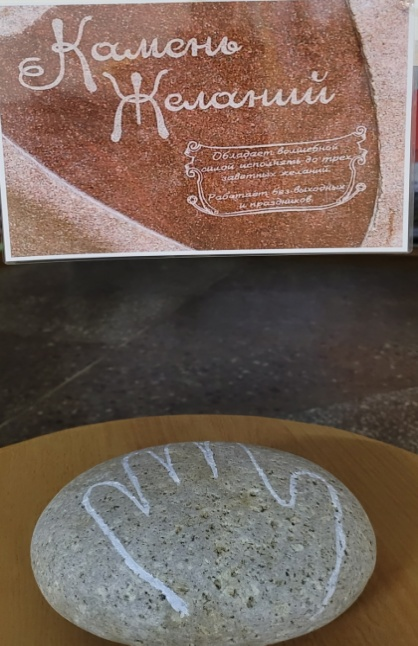 Камень
Желаний
Обладает волшебной
силой исполнять до трех
заветных желаний.
Работает без выходных
и праздников.